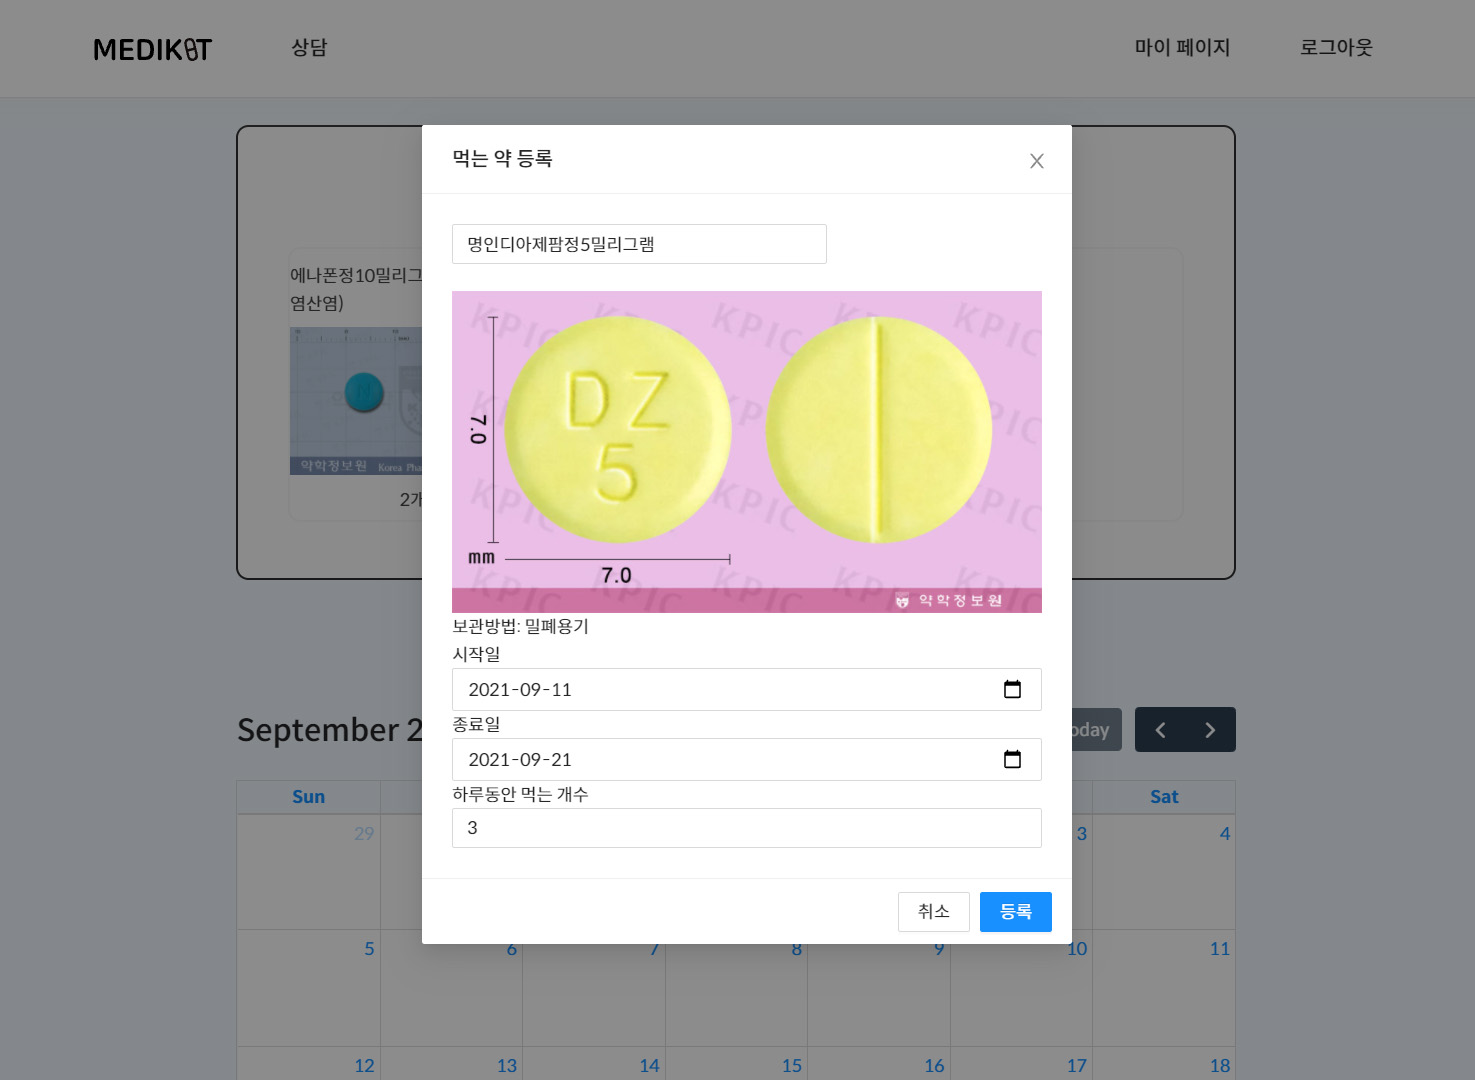 MEDIKIT
상담
마이 페이지
로그아웃
먹는 약 등록
명인디아제팜정5밀리그램
에나폰정10밀리그
염산염)
약학정보원 Korea Pha
2개
KPIC KPIC KPIC KPIC KPIC
DZ
5
7.0
mm
7.0
약학정보원
보관방법: 밀폐용기
시작일
2021-09-11
종료일
2021-09-21
하루동안 먹는 개수
3
취소
등록
September 2
oday
Sun
Sat
29
3
4
5
6
7
8
9
10
11
12
13
14
15
16
17
18